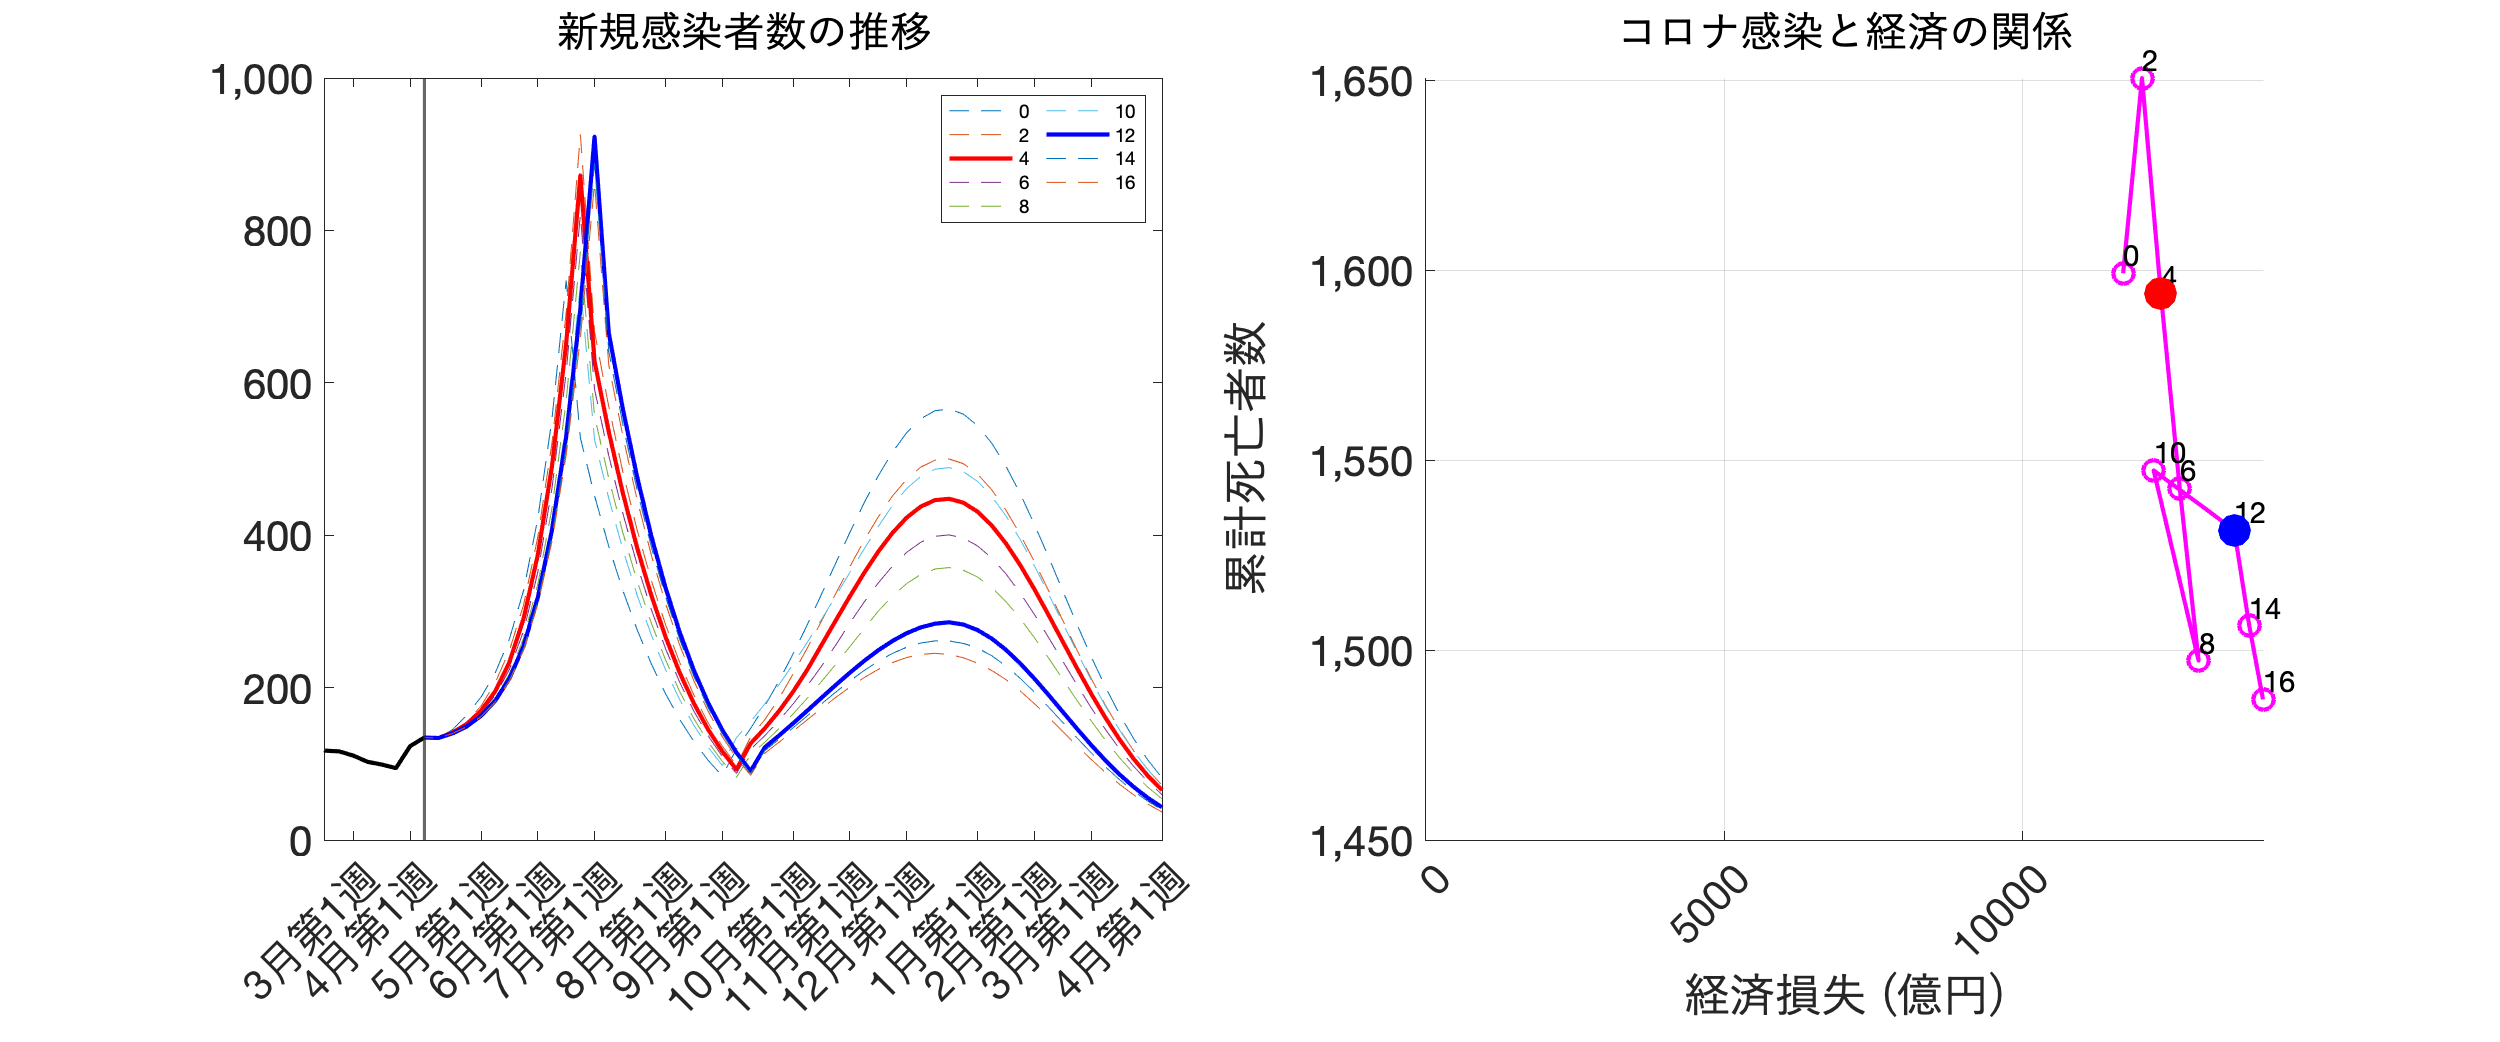 新規感染者数の推移
1,000
800
600
400
200
0
0
2
4
6
8
10
12
14
16
3月第1週
4月第1週
5月第1週
6月第1週
7月第1週
8月第1週
9月第1週
10月第1週
11月第1週
12月第1週
1月第1週
2月第1週
3月第1週
4月第1週
コロナ感染と経済の関係
累計死亡者数
1,650
1,600
1,550
1,500
1,450
2
0
4
10
6
12
14
8
16
0
5000
10000
経済損失 (億円)